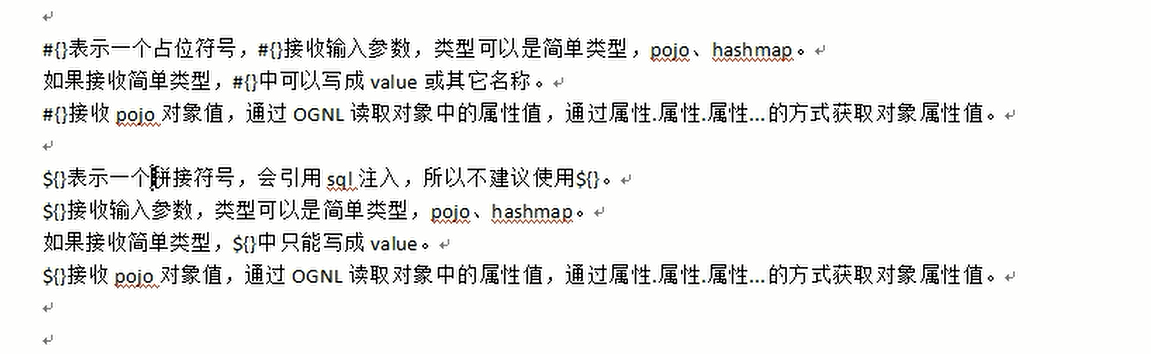 #{}表示一个占位符号，#{}接收输入参数，类型可以是简单类型，pojo、hashmap。
如果接收简单类型，#{}中可以写成 value 或其它名称。
#{}接收 pojo 对象值，通过 OGNL 读取对象中的属性值，通过属性.属性.属性...的方式获取对象属性值。
${}表示一个拼接符号，会引用 sql 注入，所以不建议使用${}。
${}接收输入参数，类型可以是简单类型，pojo、hashmap。
如果接收简单类型，${}中只能写成 value。
${}接收 pojo 对象值，通过 OGNL 读取对象中的属性值，通过属性.属性.属性...的方式获取对象属性值。